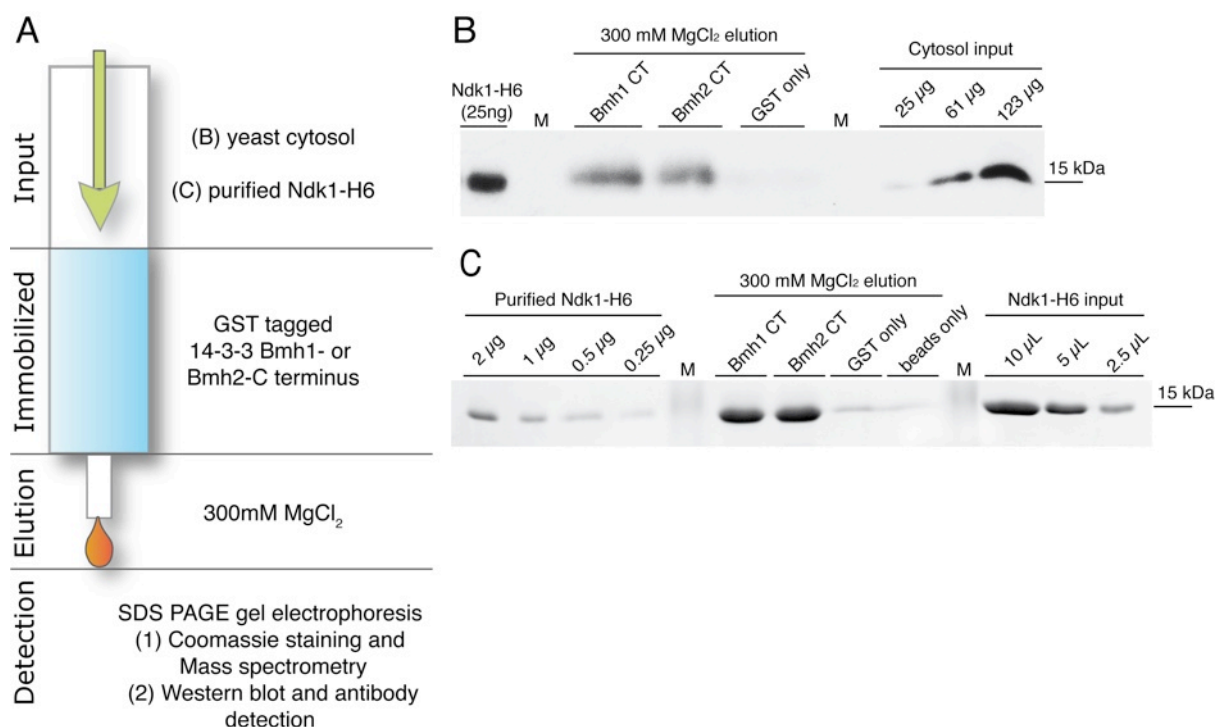 A
Input
(B) yeast cytosol
(C) purified Ndk1-H6
Immobilized
GST tagged
14-3-3 Bmh1- or
Bmh2-C terminus
Elution
300mM MgCl₂
Detection
SDS PAGE gel electrophoresis
(1) Coomassie staining and
Mass spectrometry
(2) Western blot and antibody
detection
B
300 mM MgCl₂ elution
Cytosol input
Ndk1-H6
(25ng)
M
Bmh1 CT
Bmh2 CT
GST only
M
25 µg
61 µg
123 µg
15 kDa
C
Purified Ndk1-H6
300 mM MgCl₂ elution
Ndk1-H6 input
2 µg
1 µg
0.5 µg
0.25 µg
M
Bmh1 CT
Bmh2 CT
GST only
beads only
M
10 µL
5 µL
2.5 µL
15 kDa